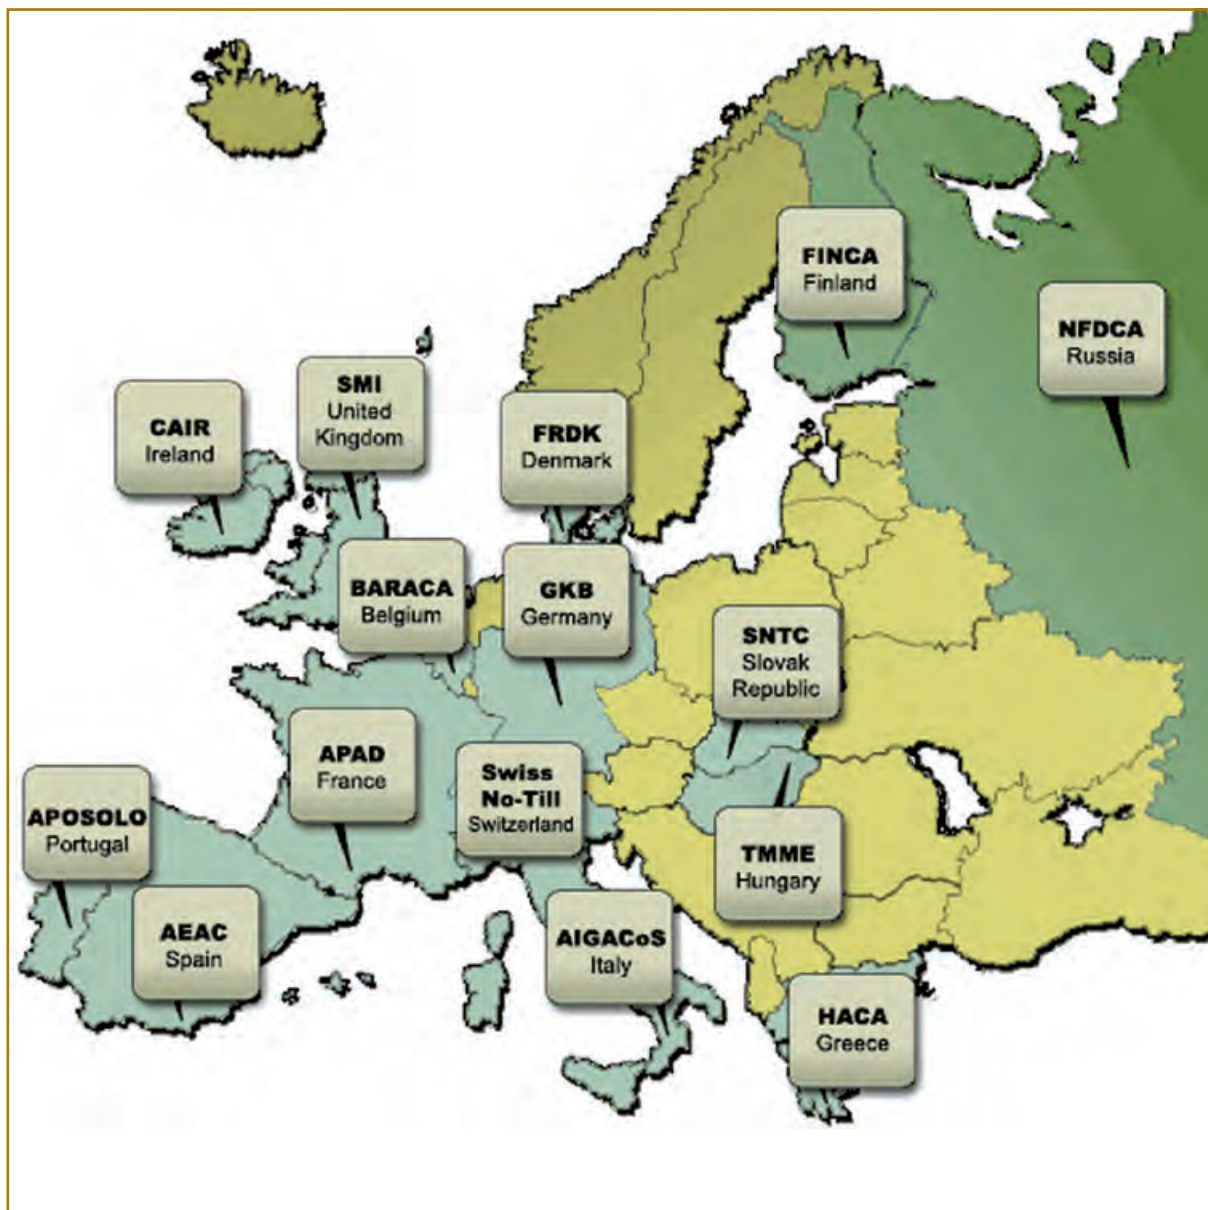 FINCA
Finland
NFDCA
Russia
SMI
United
Kingdom
CAIR
Ireland
FRDK
Denmark
BARACA
Belgium
GKB
Germany
SNTC
Slovak
Republic
APAD
France
Swiss
No-Till
Switzerland
APOSOLO
Portugal
TMME
Hungary
AEAC
Spain
AIGACoS
Italy
HACA
Greece